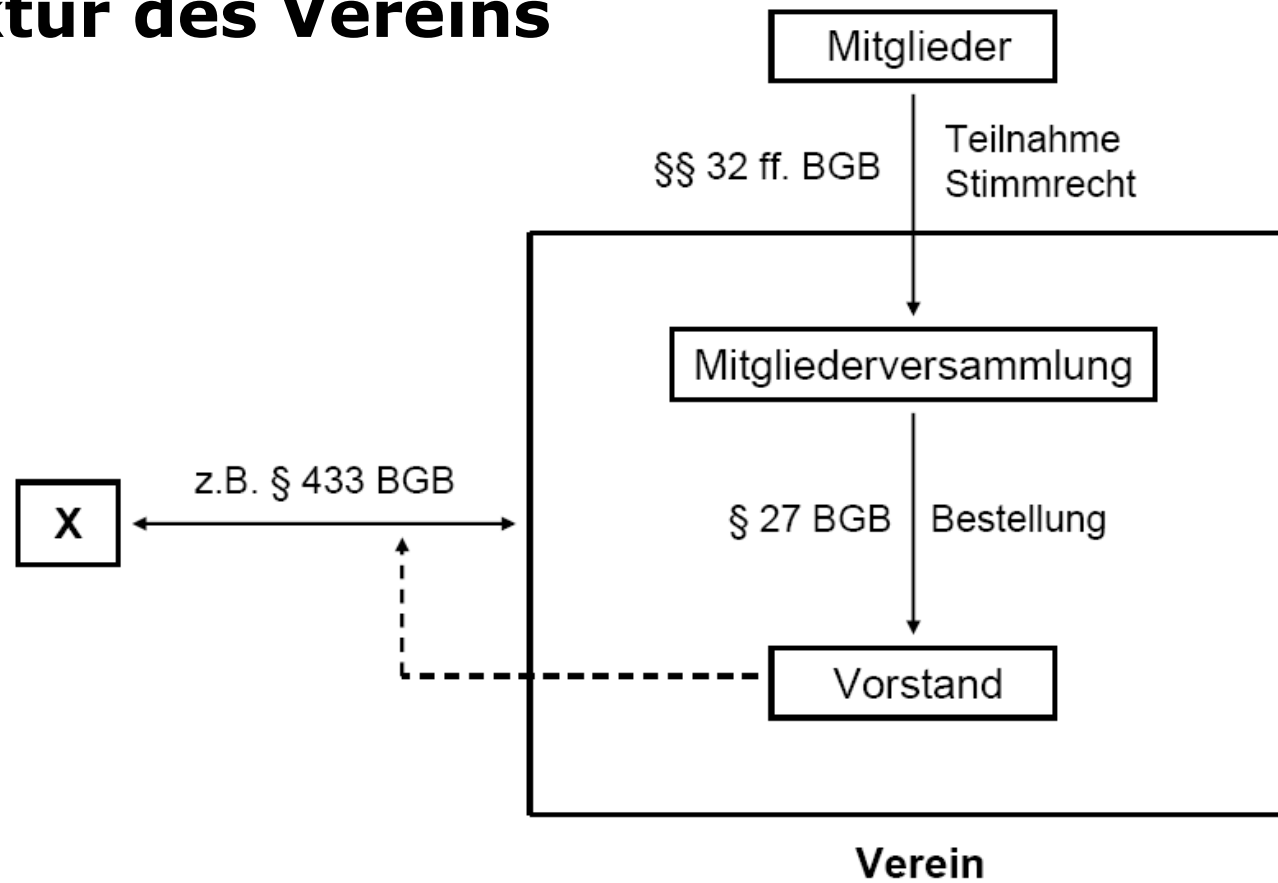 ktur des Vereins
Mitglieder
§§ 32 ff. BGB
Teilnahme
Stimmrecht
Mitgliederversammlung
z.B. § 433 BGB
X
§ 27 BGB
Bestellung
Vorstand
Verein